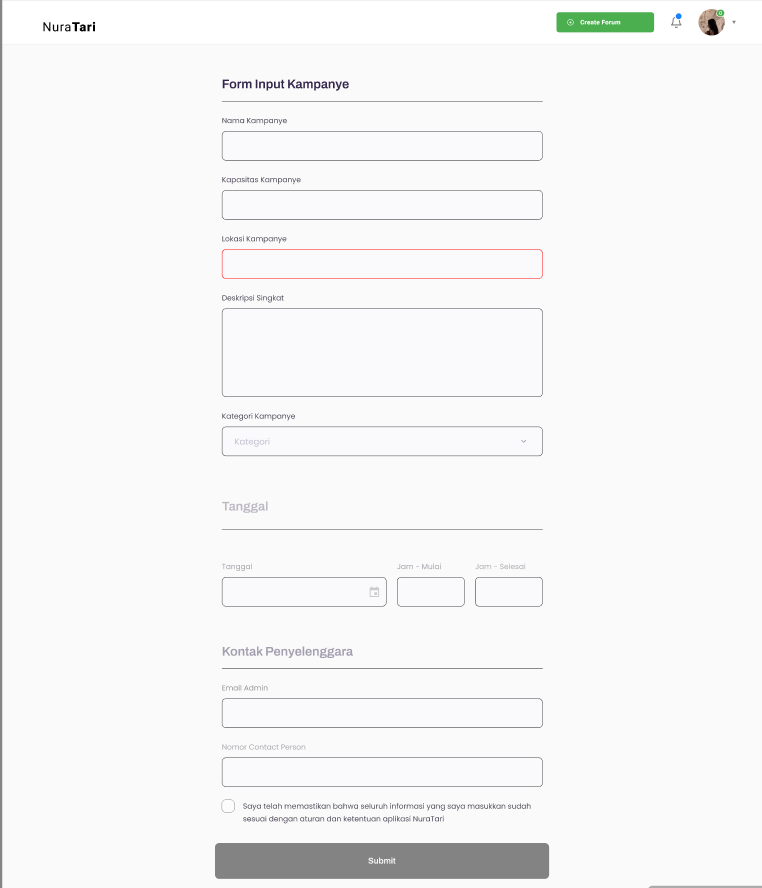 NuraTari
Create Forum
0
Form Input Kampanye
Nama Kampanye
Kapasitas Kampanye
Lokasi Kampanye
Deskripsi Singkat
Kategori Kampanye
Kategori
Tanggal
Tanggal
Jam - Mulai
Jam - Selesai
Kontak Penyelenggara
Email Admin
Nomor Contact Person
Saya telah memastikan bahwa seluruh informasi yang saya masukkan sudah
sesuai dengan aturan dan ketentuan aplikasi NuraTari
Submit